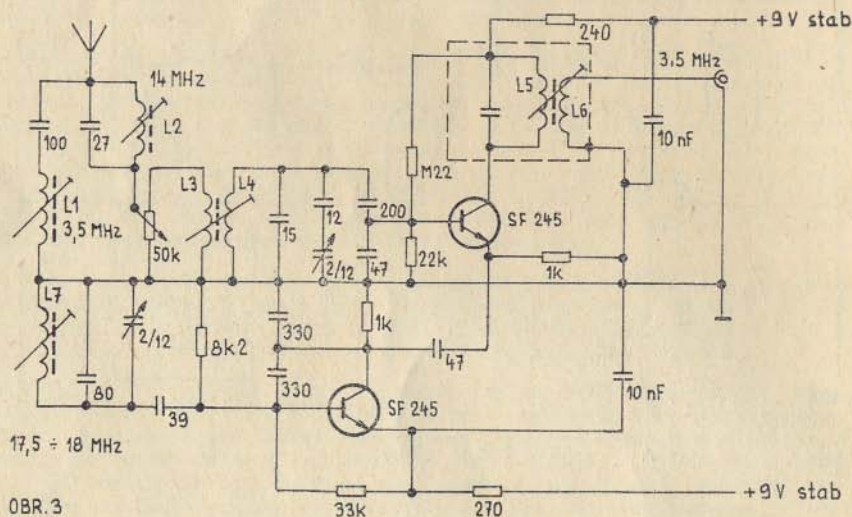 240
+9V stab
14 MHz
3.5 MHz
100
27
L2
L5
L6
10 nF
M22
L3
L4
L1
3,5 MHz
50k
15
12
200
SF 245
2/12
47
22k
1k
L7
2/12
8k2
330
1k
80
330
47
10 nF
39
SF 245
17,5 ÷ 18 MHz
33k
270
+9V stab
OBR.3